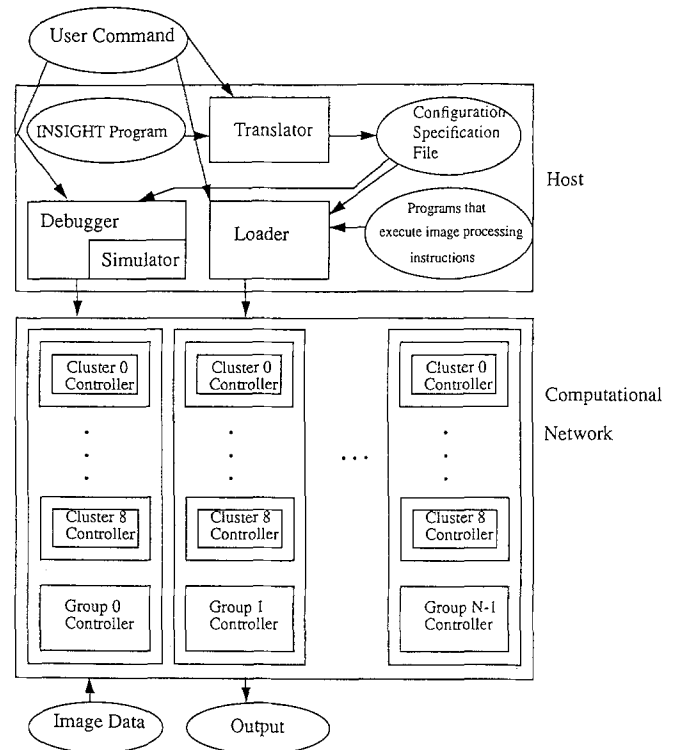 User Command
INSIGHT Program
Translator
Configuration
Specification
File
Host
Debugger
Simulator
Loader
Programs that
execute image processing
instructions
Cluster 0
Controller
Cluster 0
Controller
Cluster 0
Controller
Computational
Network
. . .
Cluster 8
Controller
Cluster 8
Controller
Cluster 8
Controller
Group 0
Controller
Group 1
Controller
Group N-1
Controller
Image Data
Output